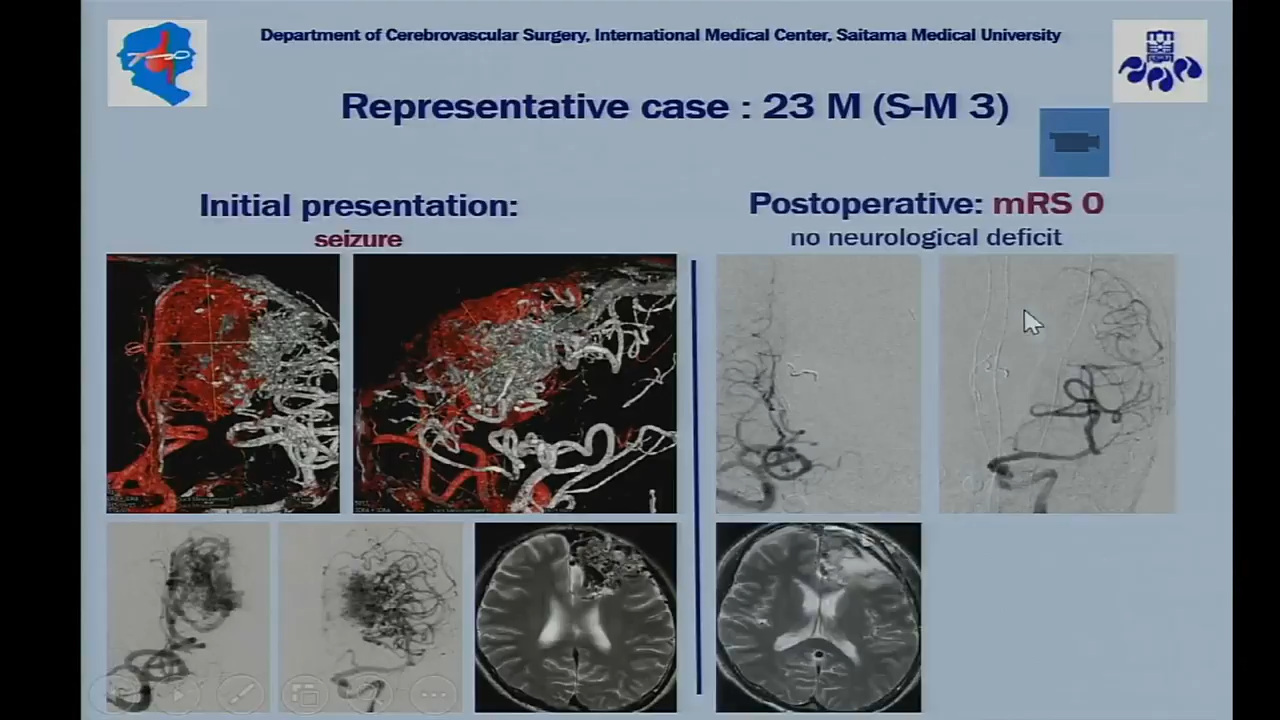 Department of Cerebrovascular Surgery, International Medical Center, Saitama Medical University
Representative case : 23 M (S-M 3)
Initial presentation:
seizure
Postoperative: mRS 0
no neurological deficit